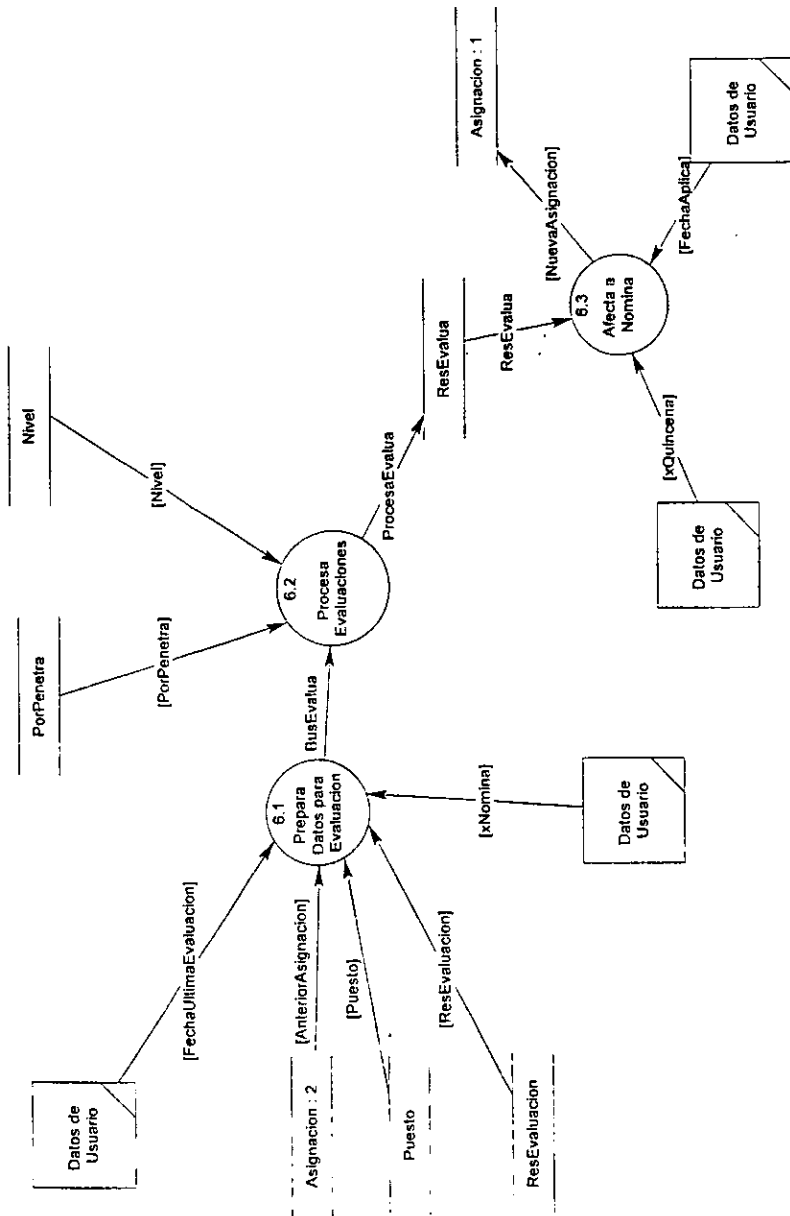 Datos de
Usuario
[FechaUltimaEvaluacion]
Asignacion : 2
[AnteriorAsignacion]
Puesto
[Puesto]
ResEvaluacion
[ResEvaluacion]
6.1
Prepara
Datos para
Evaluacion
[xNomina]
Datos de
Usuario
BusEvalua
PorPenetra
[PorPenetra]
Nivel
[Nivel]
6.2
Procesa
Evaluaciones
ProcesaEvalua
ResEvalua
ResEvalua
6.3
Afecta a
Nomina
[xQuincena]
Datos de
Usuario
[NuevaAsignacion]
Asignacion : 1
[FechaAplica]
Datos de
Usuario